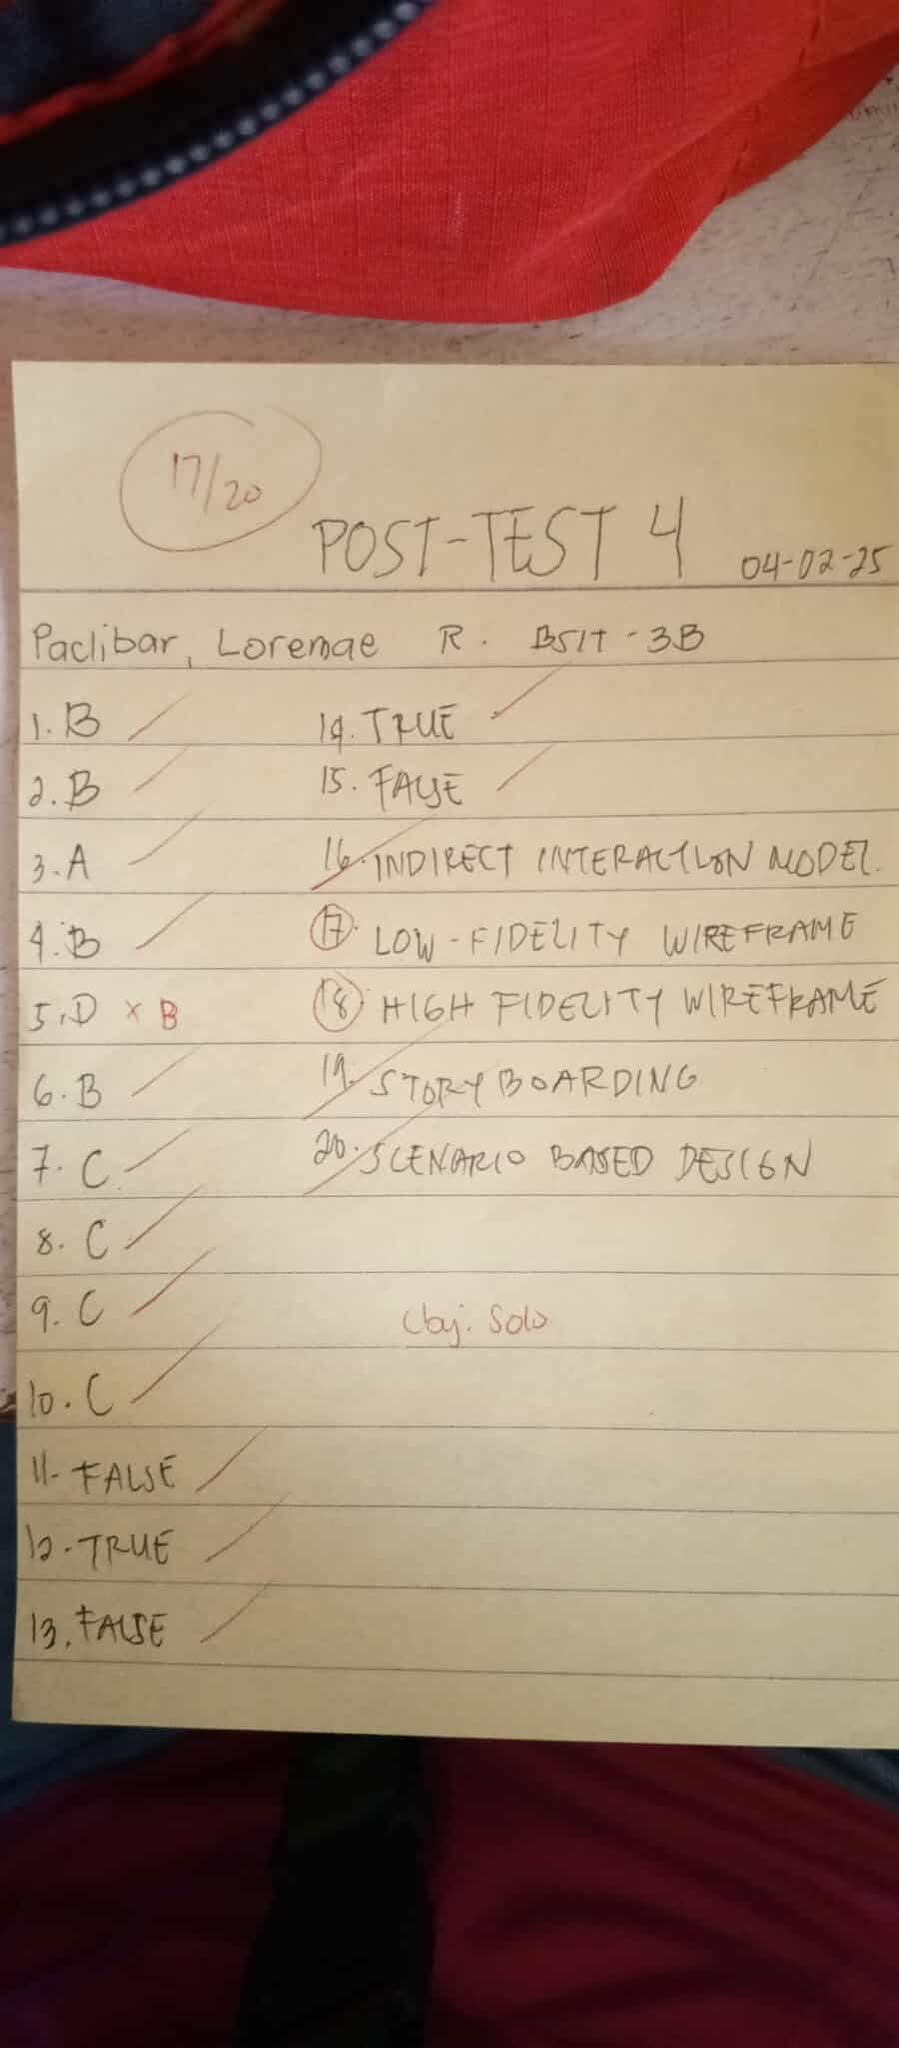 17/20
POST-TEST 4 04-02-25
Paclibar, Loremae R. BSIT-3B
1. B
2. B
3. A
4. B
5. D x B
6. B
7. C
8. C
9. C
10. C
11. FALSE
12. TRUE
13. FALSE
14. TRUE
15. FALSE
16. INDIRECT INTERACTION MODEL.
17. LOW-FIDELITY WIREFRAME
18. HIGH FIDELITY WIREFRAME
19. STORYBOARDING
20. SCENARIO BASED DESIGN
Solo